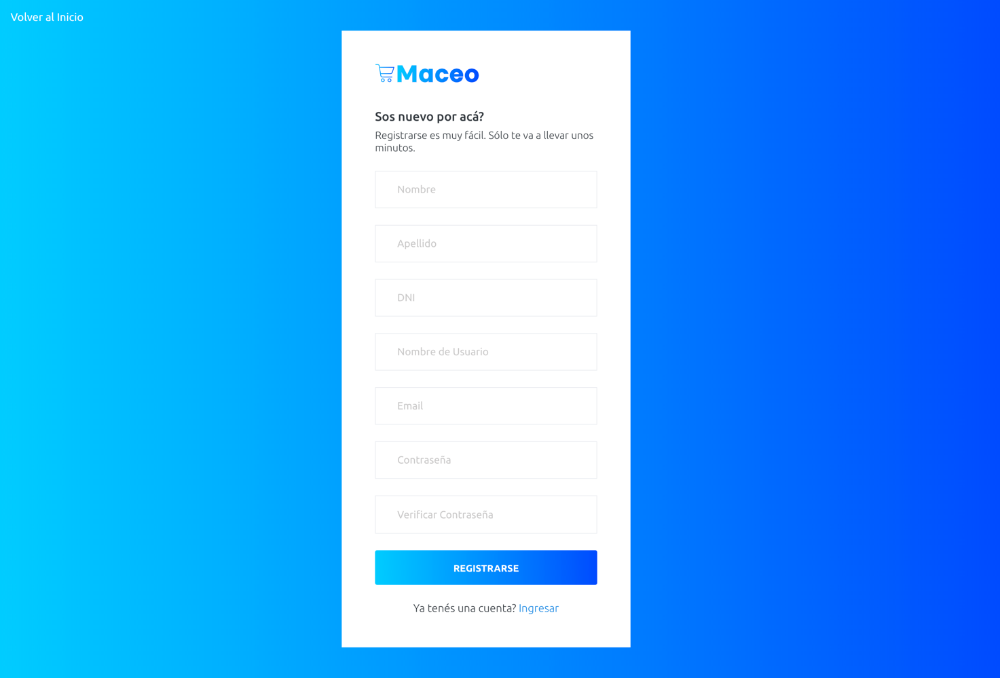 Volver al Inicio
Maceo
Sos nuevo por acá?
Registrarse es muy fácil. Sólo te va a llevar unos
minutos.
Nombre
Apellido
DNI
Nombre de Usuario
Email
Contraseña
Verificar Contraseña
REGISTRARSE
Ya tenés una cuenta? Ingresar